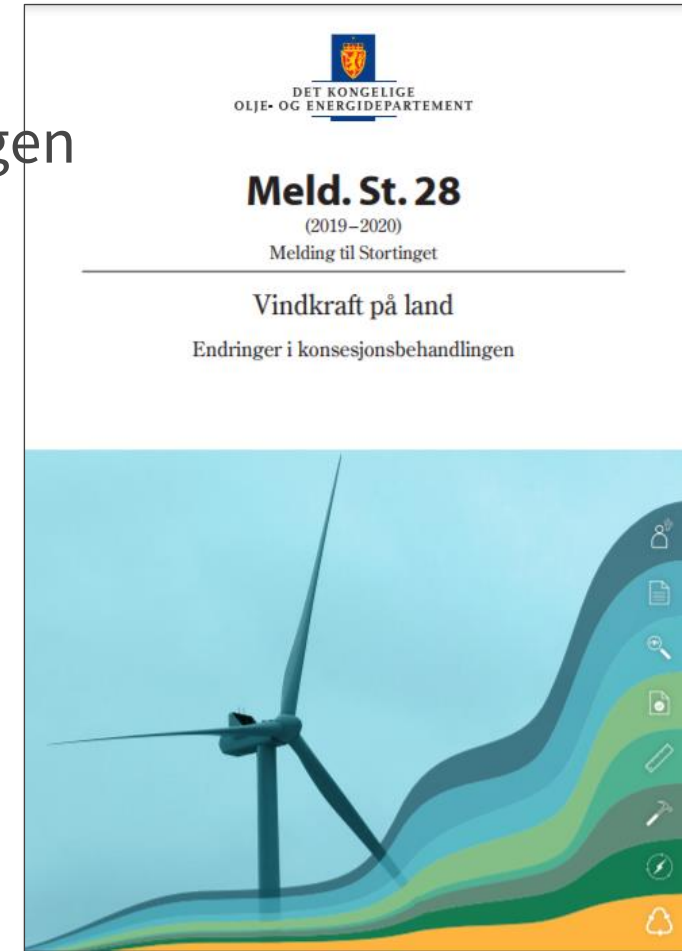 DET KONGELIGE
OLJE- OG ENERGIDEPARTEMENT
gen
Meld. St. 28
(2019–2020)
Melding til Stortinget
Vindkraft på land
Endringer i konsesjonsbehandlingen